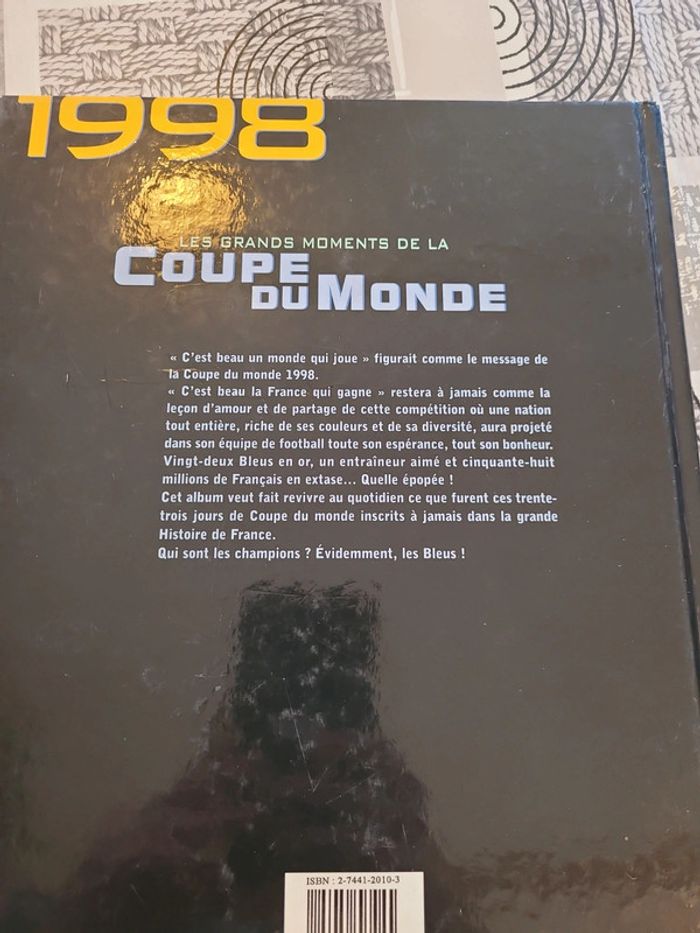 1998
LES GRANDS MOMENTS DE LA
COUPE
DU MONDE
« C'est beau un monde qui joue » figurait comme le message de
la Coupe du monde 1998.
« C'est beau la France qui gagne » restera à jamais comme la
leçon d'amour et de partage de cette compétition où une nation
tout entière, riche de ses couleurs et de sa diversité, aura projeté
dans son équipe de football toute son espérance, tout son bonheur.
Vingt-deux Bleus en or, un entraîneur aimé et cinquante-huit
millions de Français en extase... Quelle épopée !
Cet album veut fait revivre au quotidien ce que furent ces trente-
trois jours de Coupe du monde inscrits à jamais dans la grande
Histoire de France.
Qui sont les champions ? Évidemment, les Bleus !
ISBN : 2-7441-2010-3